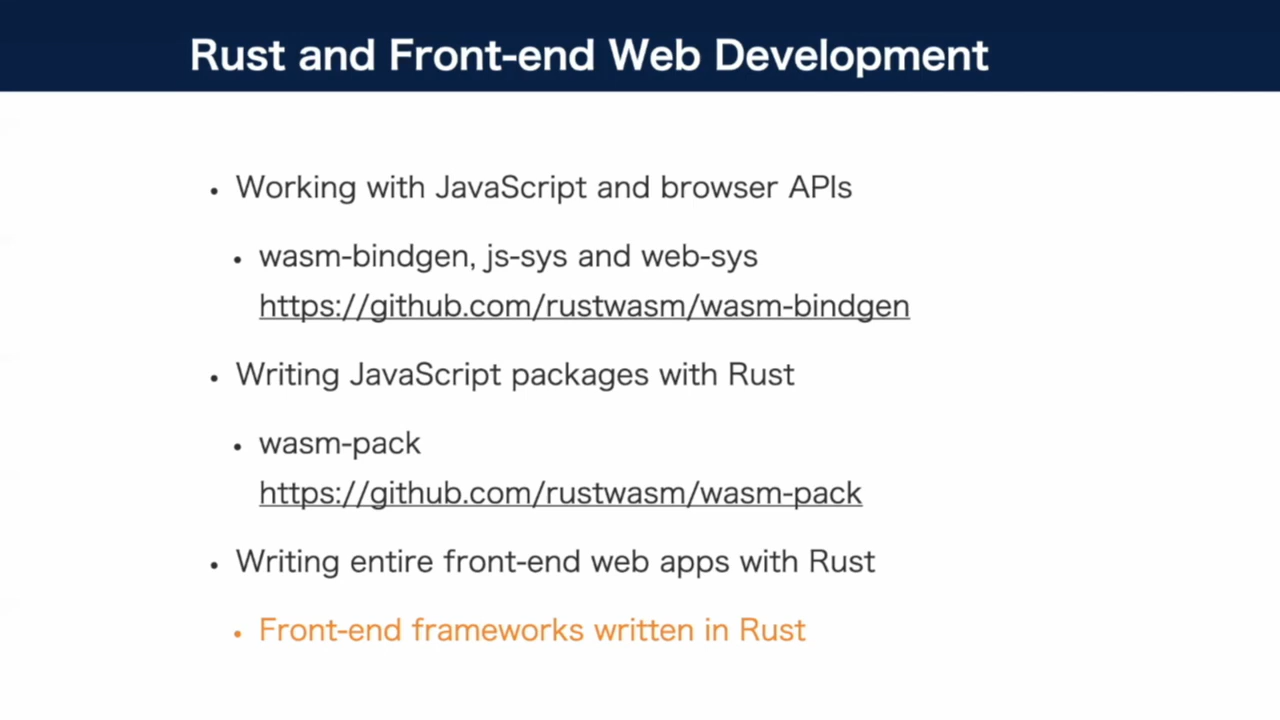 Rust and Front-end Web Development
• Working with JavaScript and browser APIs
• wasm-bindgen, js-sys and web-sys
https://github.com/rustwasm/wasm-bindgen
• Writing JavaScript packages with Rust
• wasm-pack
https://github.com/rustwasm/wasm-pack
• Writing entire front-end web apps with Rust
• Front-end frameworks written in Rust